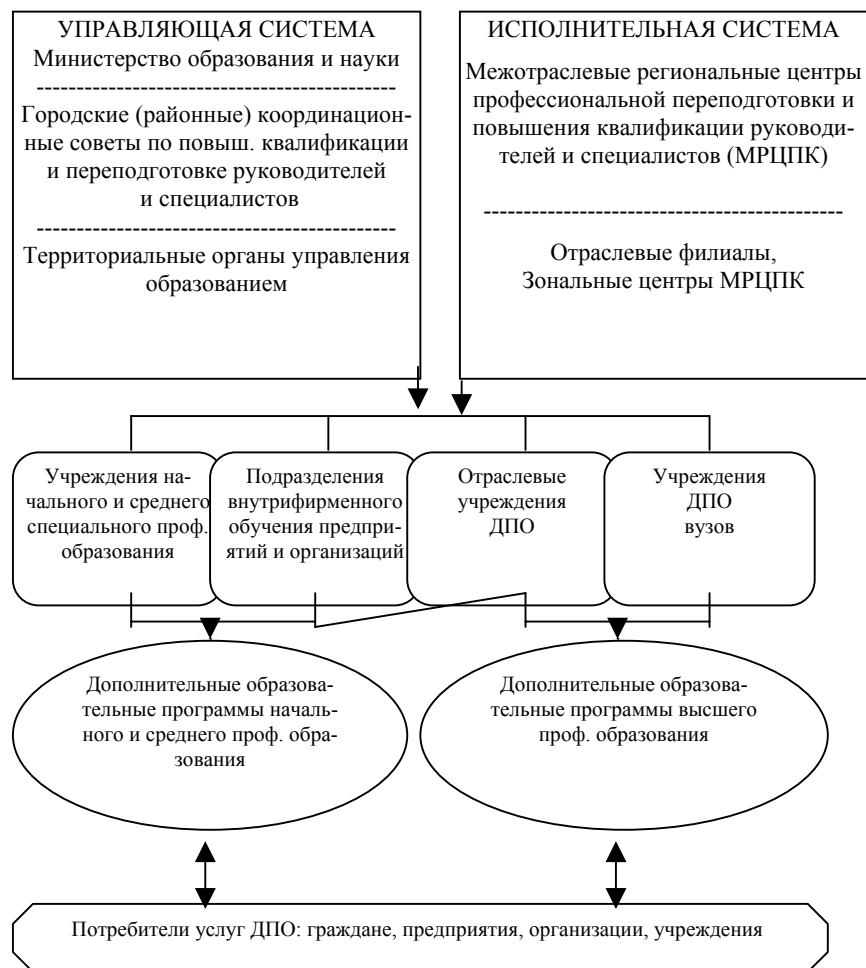 УПРАВЛЯЮЩАЯ СИСТЕМА
Министерство образования и науки
---------------------------------------------
Городские (районные) координацион-
ные советы по повыш. квалификации
и переподготовке руководителей
и специалистов
---------------------------------------------
Территориальные органы управления
образованием
ИСПОЛНИТЕЛЬНАЯ СИСТЕМА
Межотраслевые региональные центры
профессиональной переподготовки и
повышения квалификации руководи-
телей и специалистов (МРЦПК)
---------------------------------------------
Отраслевые филиалы,
Зональные центры МРЦПК
Учреждения на-
чального и среднего
специального проф.
образования
Подразделения
внутрифирменного
обучения предпри-
ятий и организаций
Отраслевые
учреждения
ДПО
Учреждения
ДПО
вузов
Дополнительные образова-
тельные программы началь-
ного и среднего проф. обра-
зования
Дополнительные образова-
тельные программы высшего
проф. образования
Потребители услуг ДПО: граждане, предприятия, организации, учреждения